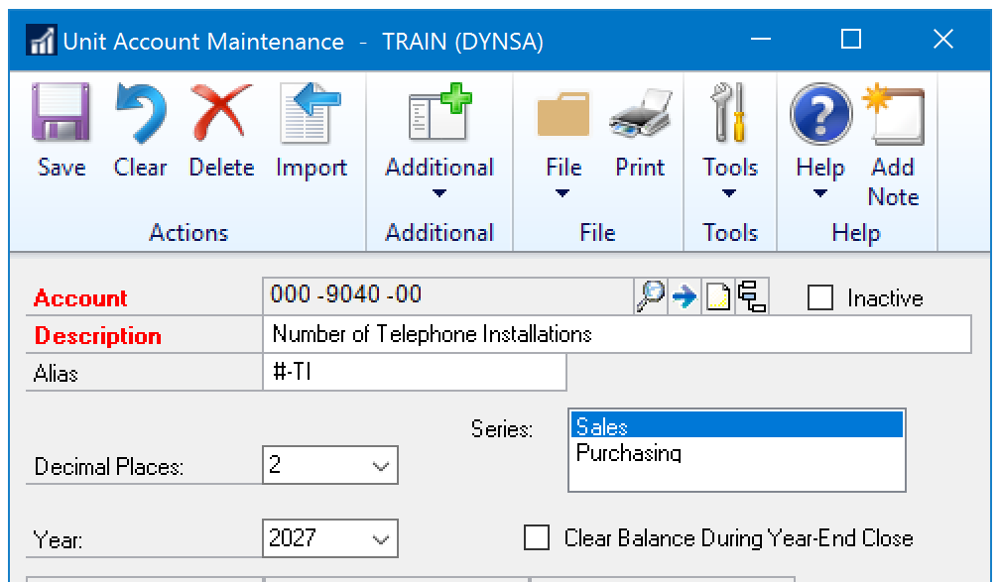 Unit Account Maintenance - TRAIN (DYNSA)
Save Clear Delete Import Additional File Print Tools Help Add Note
Actions Additional File Tools Help
Account 000 -9040 -00 Inactive
Description Number of Telephone Installations
Alias #-TI
Series: Sales
Purchasing
Decimal Places: 2
Year: 2027 Clear Balance During Year-End Close